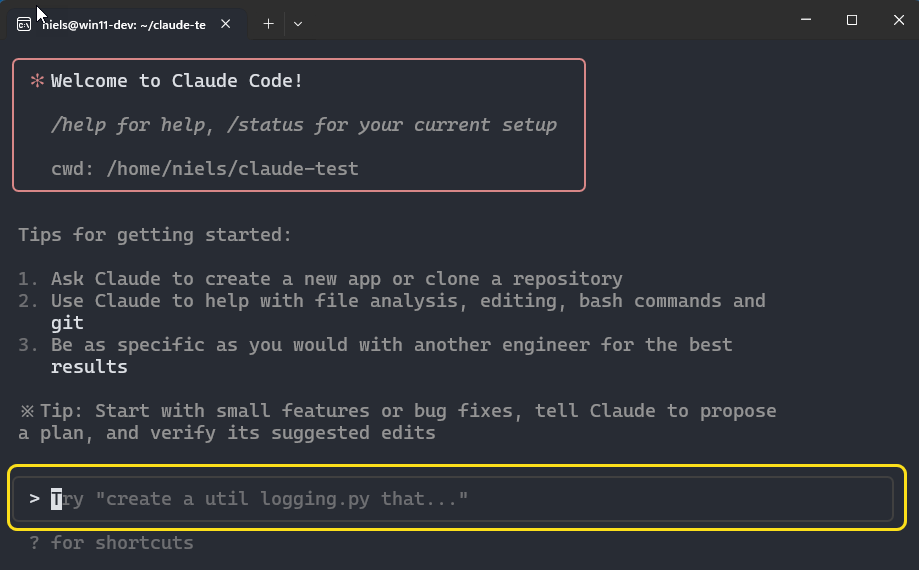 niels@win11-dev: ~/claude-te
✻ Welcome to Claude Code!
/help for help, /status for your current setup
cwd: /home/niels/claude-test
Tips for getting started:
1. Ask Claude to create a new app or clone a repository
2. Use Claude to help with file analysis, editing, bash commands and
git
3. Be as specific as you would with another engineer for the best
results
※ Tip: Start with small features or bug fixes, tell Claude to propose
a plan, and verify its suggested edits
> Try "create a util logging.py that..."
? for shortcuts